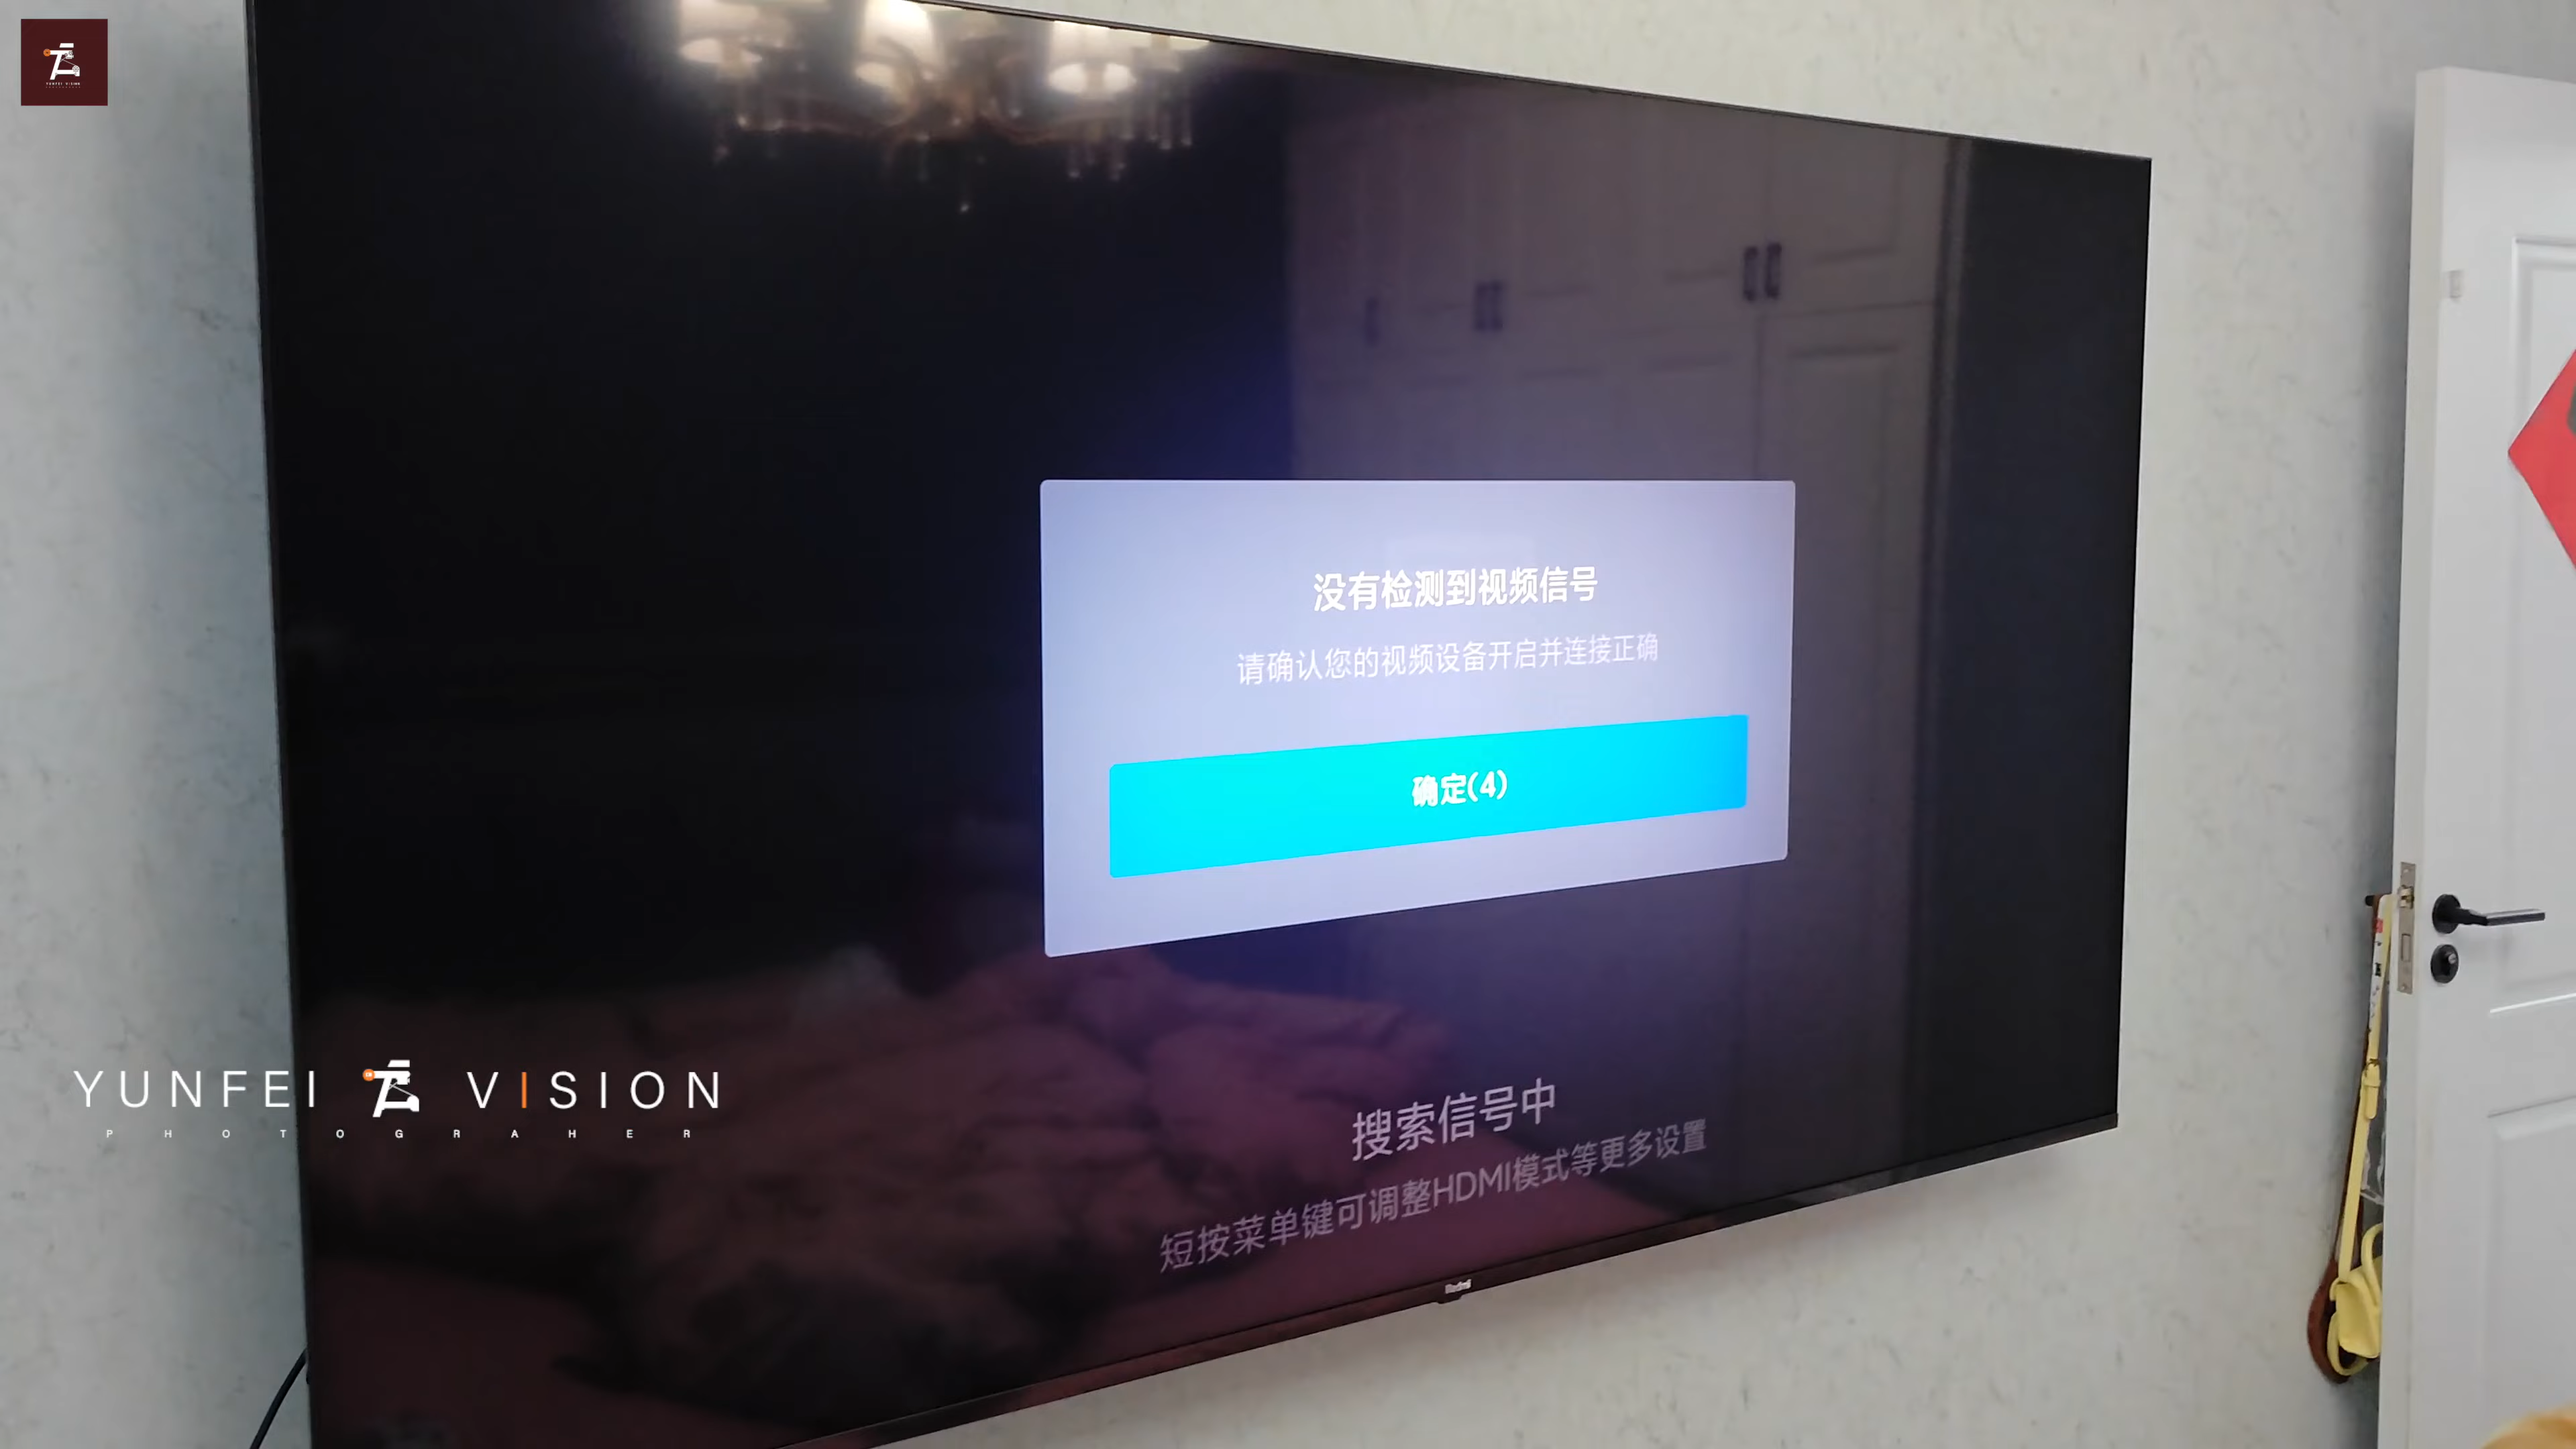 没有检测到视频信号
请确认您的视频设备开启并连接正确
确定(4)
YUNFEI VISION
PHOTOGRAHER
搜索信号中
短按菜单键可调整HDMI模式等更多设置
Redmi